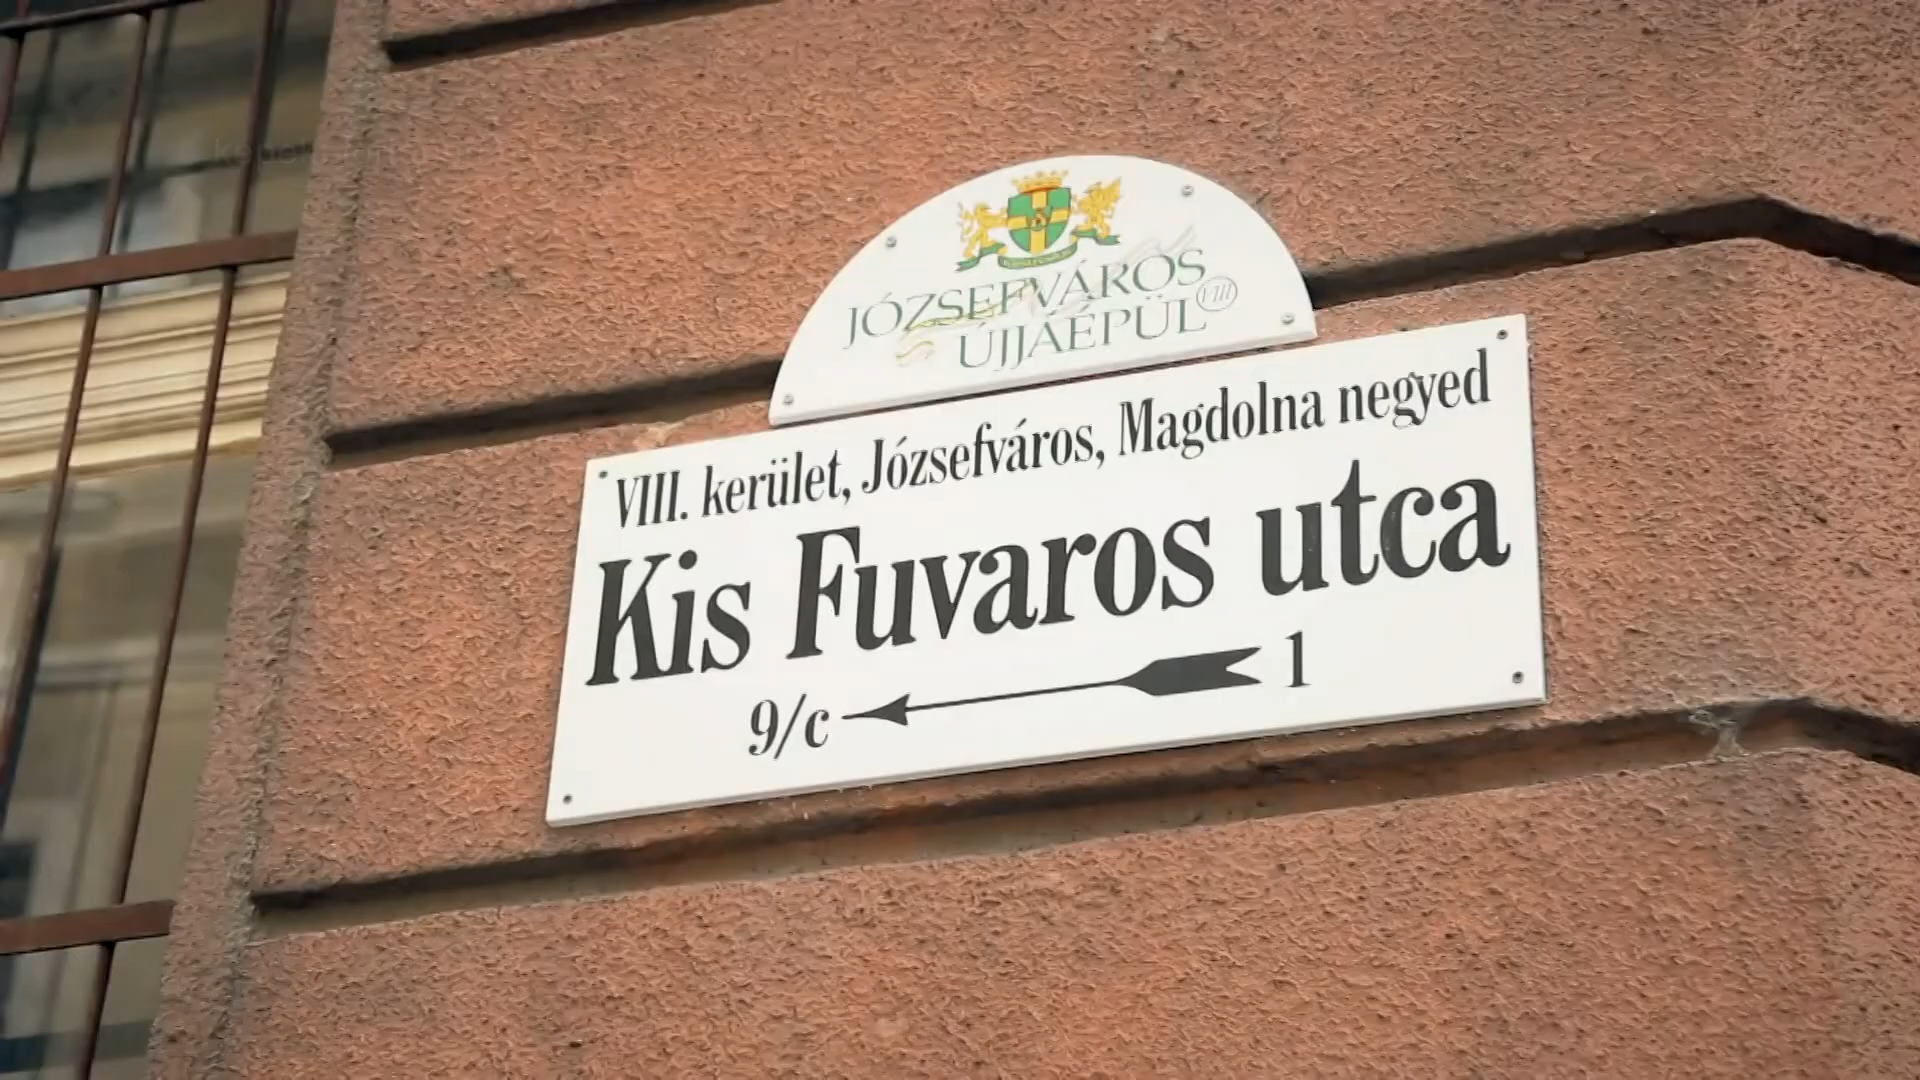 JÓZSEFVÁROS
ÚJJÁÉPÜL VIII
VIII. kerület, Józsefváros, Magdolna negyed
Kis Fuvaros utca
9/c 1